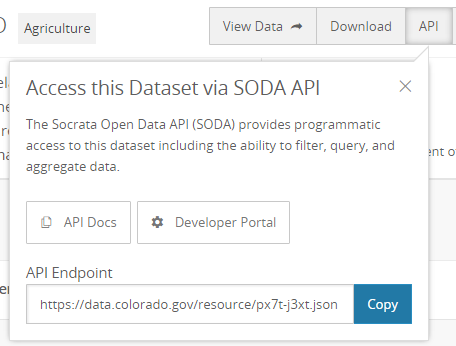 Agriculture
View Data
Download
API
Access this Dataset via SODA API
The Socrata Open Data API (SODA) provides programmatic
access to this dataset including the ability to filter, query, and
aggregate data.
API Docs
Developer Portal
API Endpoint
https://data.colorado.gov/resource/px7t-j3xt.json
Copy